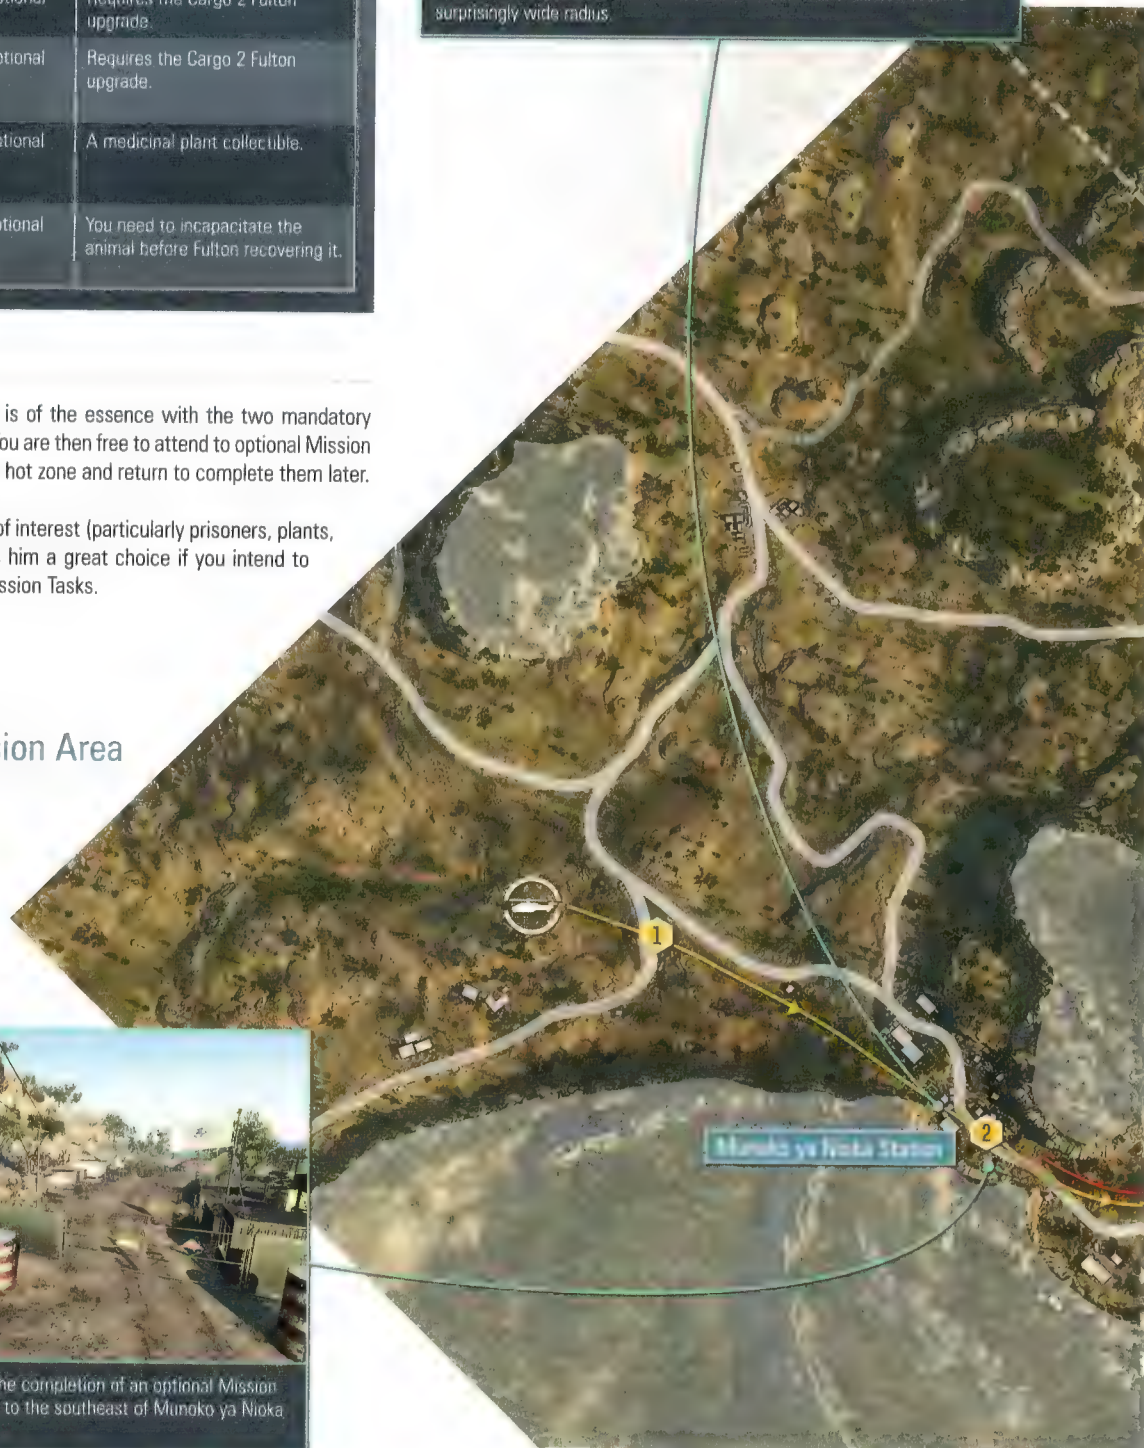 upgrade.
Requires the Cargo 2 Fulton
upgrade.
A medicinal plant collectible.
You need to incapacitate the
animal before Fulton recovering it.
surprisingly wide radius.
is of the essence with the two mandatory
ou are then free to attend to optional Mission
hot zone and return to complete them later.
of interest (particularly prisoners, plants,
him a great choice if you intend to
ssion Tasks.
ion Area
1
2
Munoko ya Nioka Station
he completion of an optional Mission
to the southeast of Munoko ya Nioka